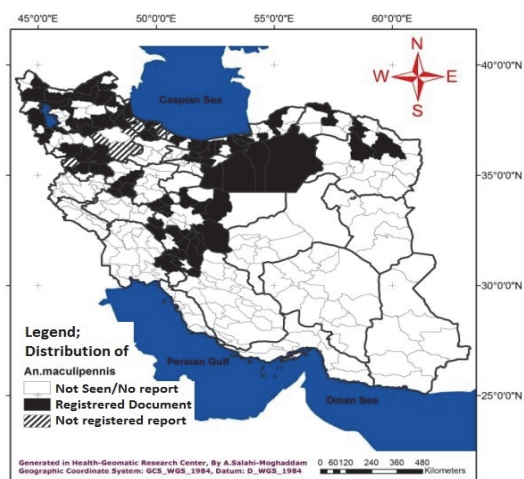 45°0'0"E 50°0'0"E 55°0'0"E 60°0'0"E
N
W E
S
40°0'0"N
35°0'0"N
30°0'0"N
25°0'0"N
Caspian Sea
Persian Gulf
Oman Sea
Legend;
Distribution of
An.maculipennis
Not Seen/No report
Registrered Document
Not registered report
Generated in Health-Geomatic Research Center, By A.Salahi-Moghaddam
Geographic Coordinate System: GCS_WGS_1984, Datum: D_WGS_1984
0 60120 240 360 480
Kilometers